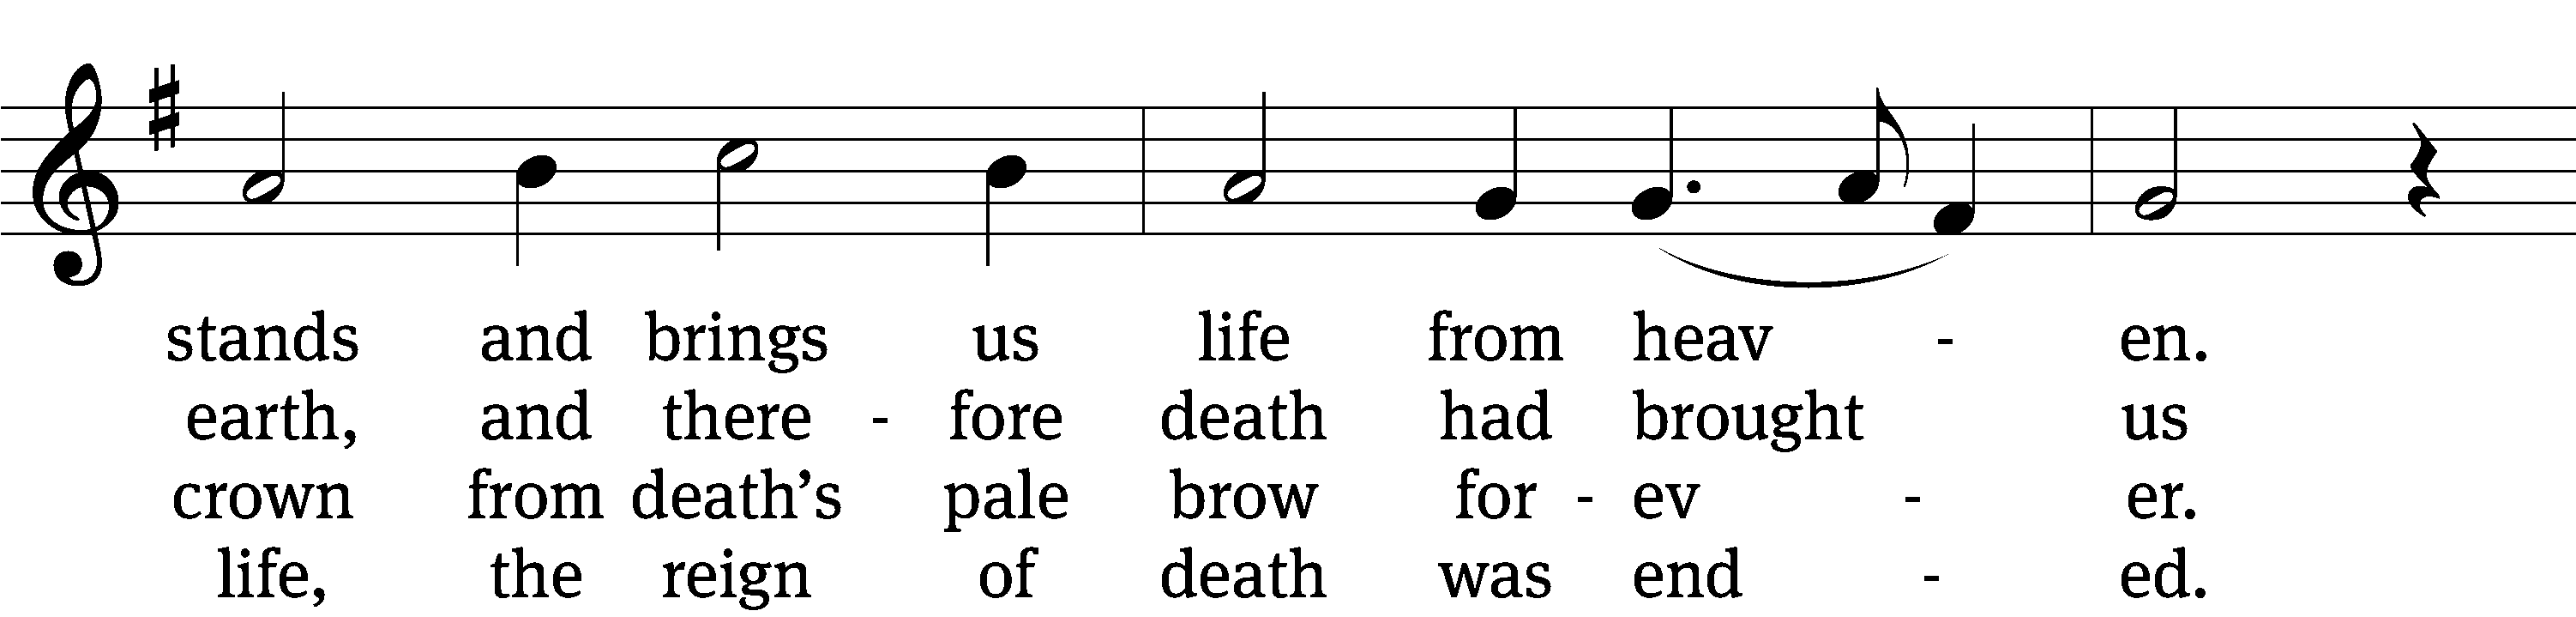 stands and brings us life from heav - en.
earth, and there - fore death had brought us
crown from death’s pale brow for - ev - er.
life, the reign of death was end - ed.